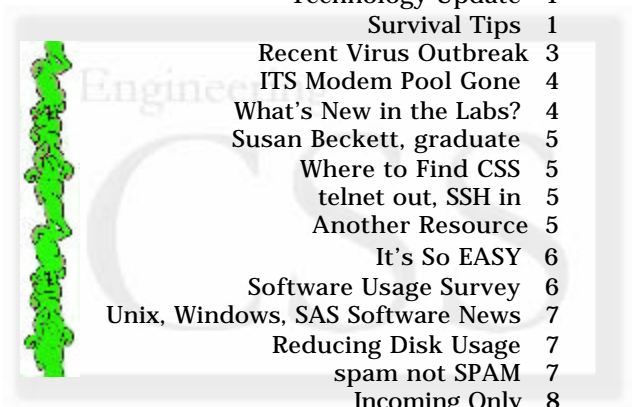 Technology Update 1
Survival Tips 1
Recent Virus Outbreak 3
ITS Modem Pool Gone 4
Engineering
What's New in the Labs? 4
Susan Beckett, graduate 5
Where to Find CSS 5
telnet out, SSH in 5
Another Resource 5
CSS
It's So EASY 6
Software Usage Survey 6
Unix, Windows, SAS Software News 7
Reducing Disk Usage 7
spam not SPAM 7
Incoming Only 8